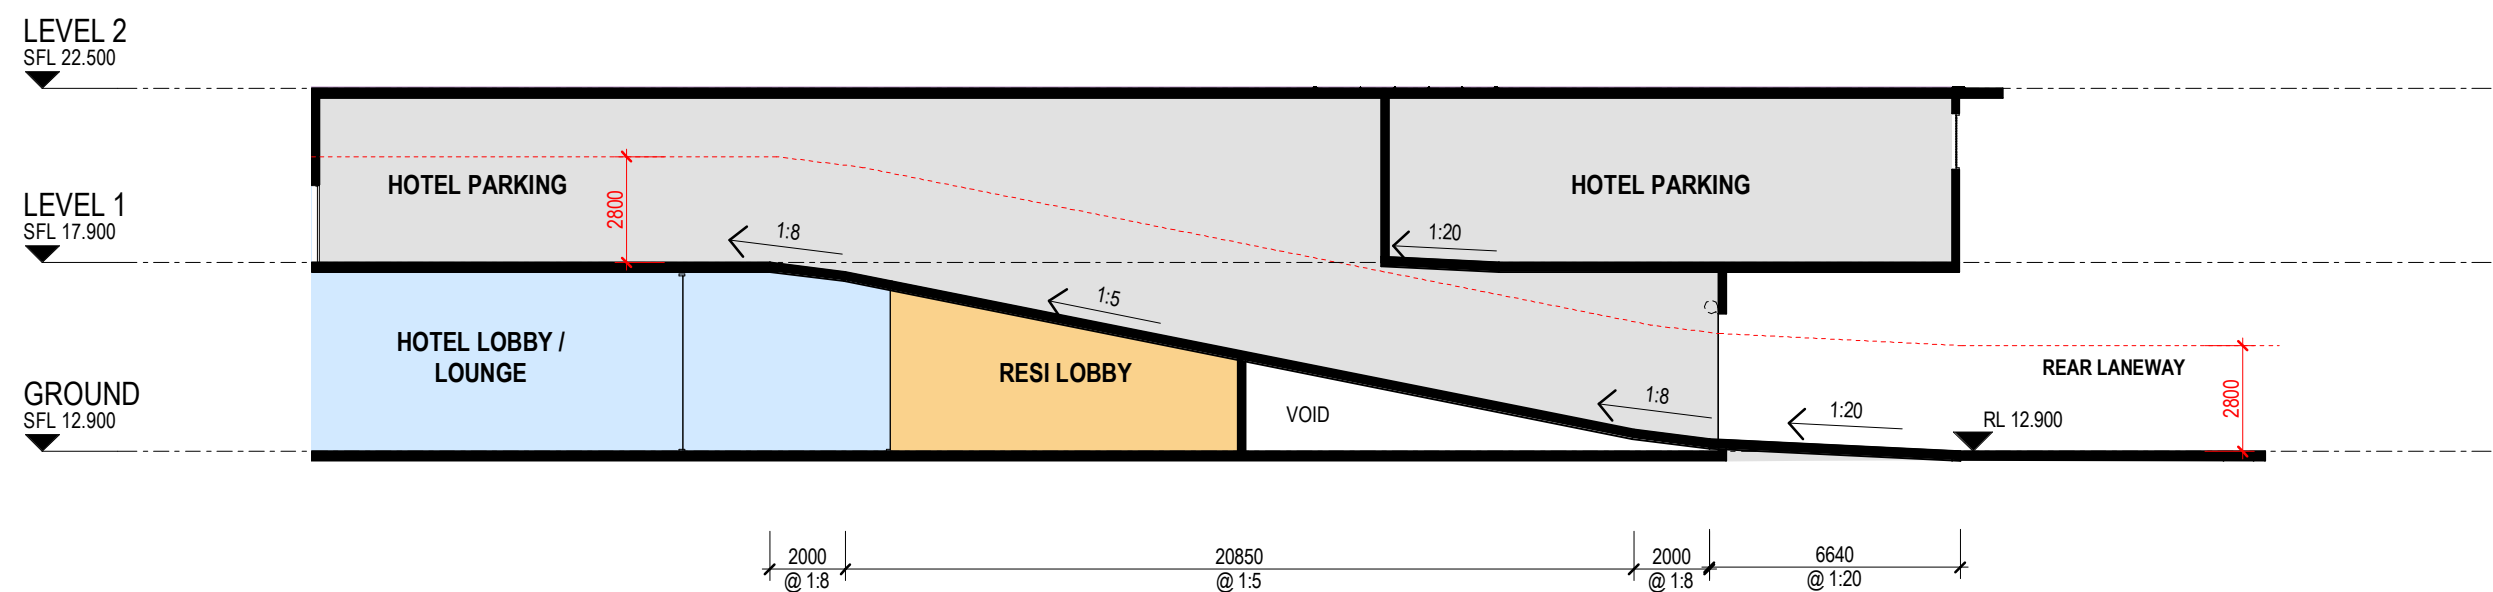 LEVEL 2
SFL 22.500
HOTEL PARKING
2800
HOTEL PARKING
LEVEL 1
SFL 17.900
1:8
1:20
1:5
HOTEL LOBBY /
LOUNGE
RESI LOBBY
VOID
1:8
1:20
REAR LANEWAY
2800
RL 12.900
GROUND
SFL 12.900
2000
@ 1:8
20850
@ 1:5
2000
@ 1:8
6640
@ 1:20